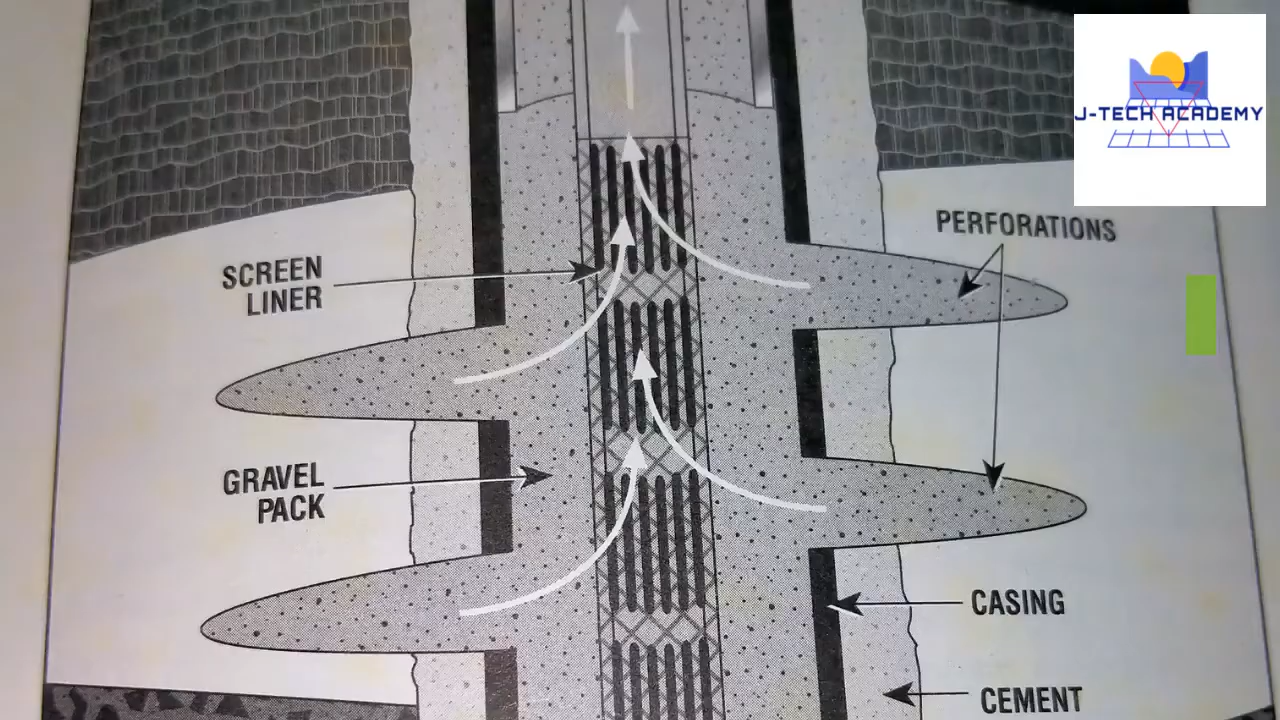 J-TECH ACADEMY
PERFORATIONS
SCREEN
LINER
GRAVEL
PACK
CASING
CEMENT